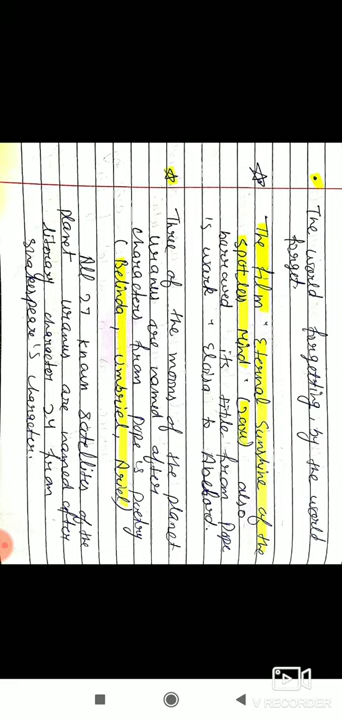 • The world forgetting, by the world
forgot.
☆ The film "Eternal Sunshine of the
spotless Mind" (2004) also
borrowed its title from Pope
's work "Eloisa to Abelard.
☆ Three of the moons of the planet
Uranus are named after
characters from Pope's poetry
(Belinda, Umbriel, Ariel)
All 27 known satellites of the
planet uranus are named after
literary character 24 from
Shakespeare's character.
V RECORDER